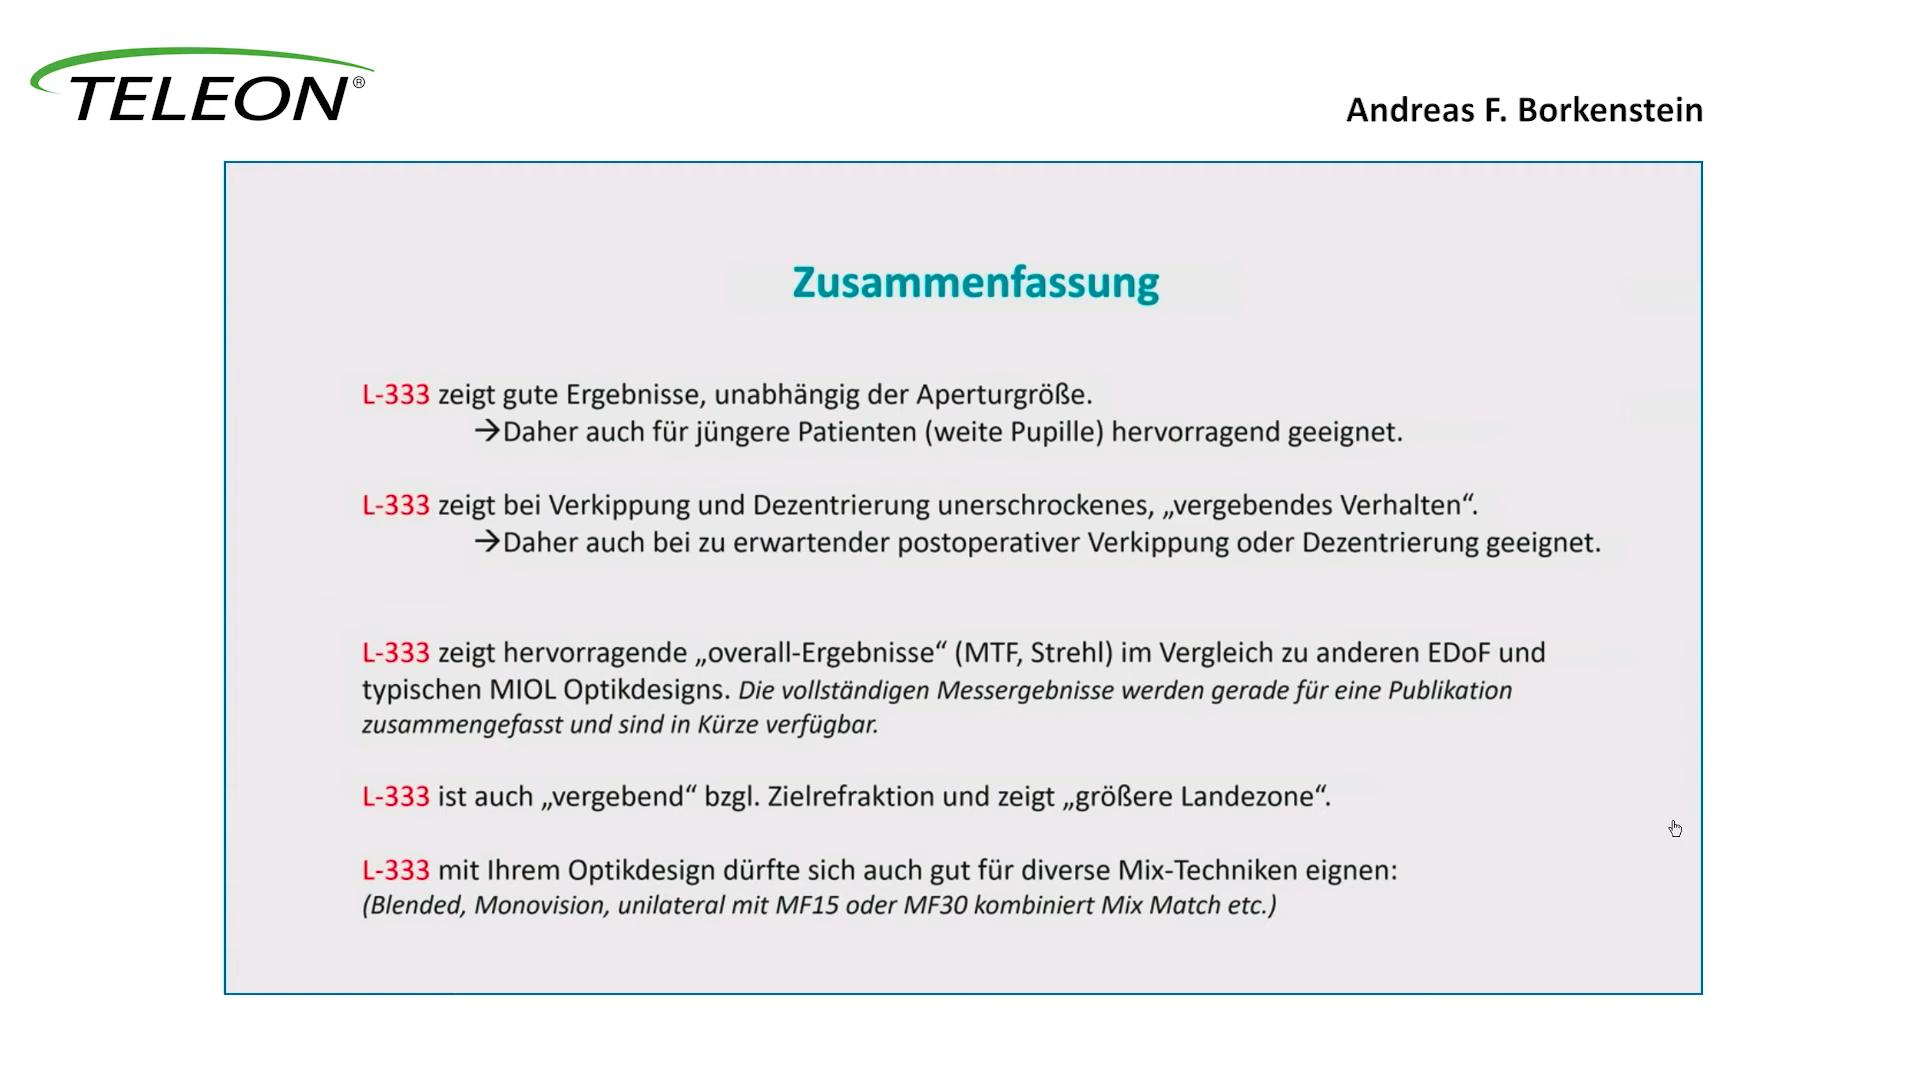 TELEON®
Andreas F. Borkenstein
Zusammenfassung
L-333 zeigt gute Ergebnisse, unabhängig der Aperturgröße.
→Daher auch für jüngere Patienten (weite Pupille) hervorragend geeignet.
L-333 zeigt bei Verkippung und Dezentrierung unerschrockenes, „vergebendes Verhalten“.
→Daher auch bei zu erwartender postoperativer Verkippung oder Dezentrierung geeignet.
L-333 zeigt hervorragende „overall-Ergebnisse“ (MTF, Strehl) im Vergleich zu anderen EDoF und
typischen MIOL Optikdesigns. Die vollständigen Messergebnisse werden gerade für eine Publikation
zusammengefasst und sind in Kürze verfügbar.
L-333 ist auch „vergebend“ bzgl. Zielrefraktion und zeigt „größere Landezone“.
L-333 mit Ihrem Optikdesign dürfte sich auch gut für diverse Mix-Techniken eignen:
(Blended, Monovision, unilateral mit MF15 oder MF30 kombiniert Mix Match etc.)